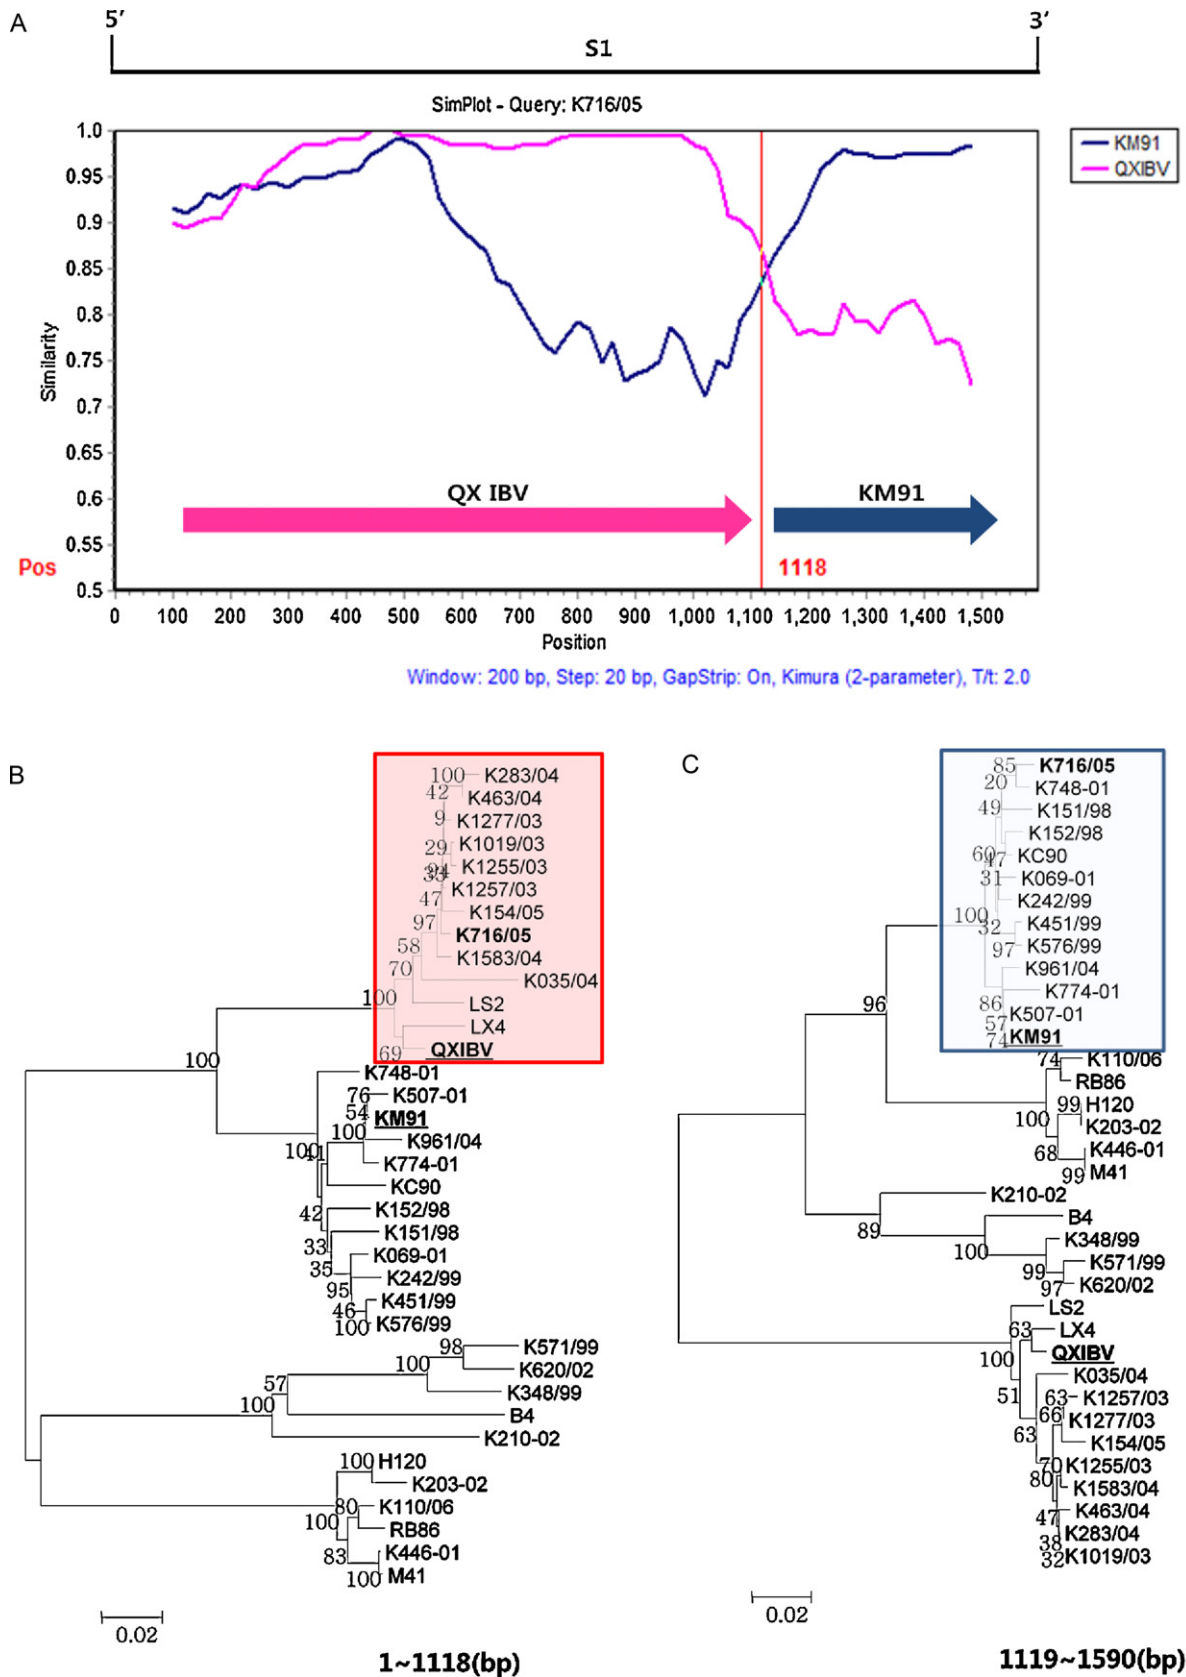 A
5′
3′
S1
SimPlot - Query: K716/05
KM91
QXIBV
1.0
0.95
0.9
0.85
0.8
0.75
0.7
0.65
0.6
0.55
0.5
Similarity
QX IBV
KM91
Pos
1118
0 100 200 300 400 500 600 700 800 900 1,000 1,100 1,200 1,300 1,400 1,500
Position
Window: 200 bp, Step: 20 bp, GapStrip: On, Kimura (2-parameter), T/t: 2.0
B
100 K283/04
42 K463/04
9 K1277/03
29 K1019/03
K1255/03
33 K1257/03
47 K154/05
97 K716/05
58 K1583/04
70 K035/04
100 LS2
LX4
69 QXIBV
100
K748-01
76 K507-01
54 KM91
100 K961/04
100 41 K774-01
KC90
42 K152/98
33 K151/98
35 K069-01
95 K242/99
46 K451/99
100 K576/99
98 K571/99
100 K620/02
57 K348/99
100 B4
K210-02
100 H120
K203-02
80 K110/06
100 RB86
83 K446-01
100 M41
0.02
1~1118(bp)
C
85 K716/05
20 K748-01
49 K151/98
K152/98
60 47 KC90
31 K069-01
K242/99
100 32 K451/99
97 K576/99
K961/04
86 K774-01
57 K507-01
74 KM91
96
74 K110/06
RB86
99 H120
100 K203-02
68 K446-01
99 M41
K210-02
89 B4
100 K348/99
99 K571/99
97 K620/02
LS2
63 LX4
100 QXIBV
51 K035/04
63 K1257/03
66 K1277/03
63 K154/05
70 K1255/03
80 K1583/04
47 K463/04
38 K283/04
32 K1019/03
0.02
1119~1590(bp)